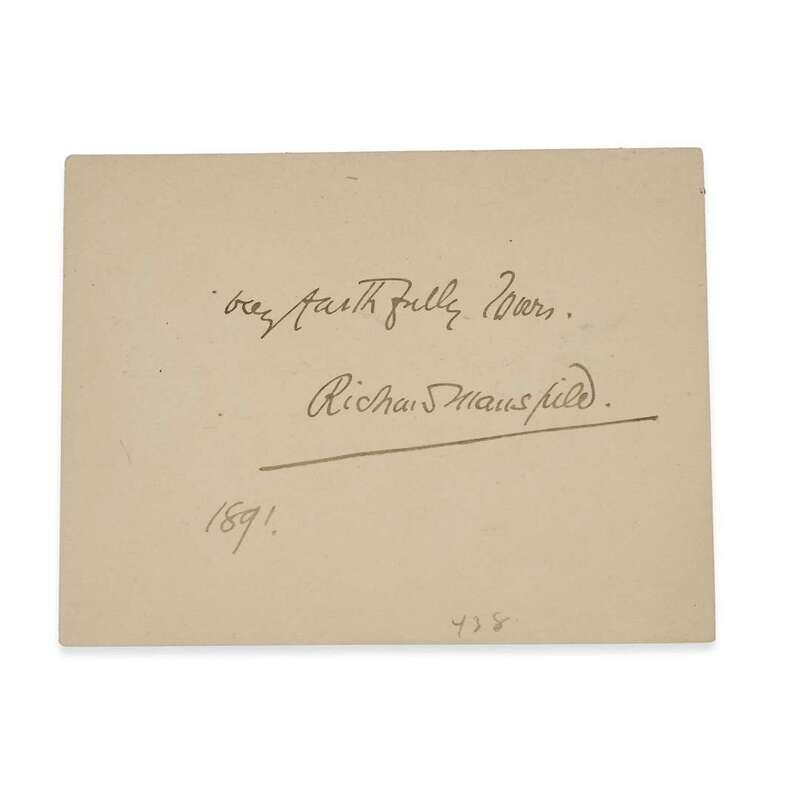 very faithfully Yours.
Richard Mansfield.
1891.
438